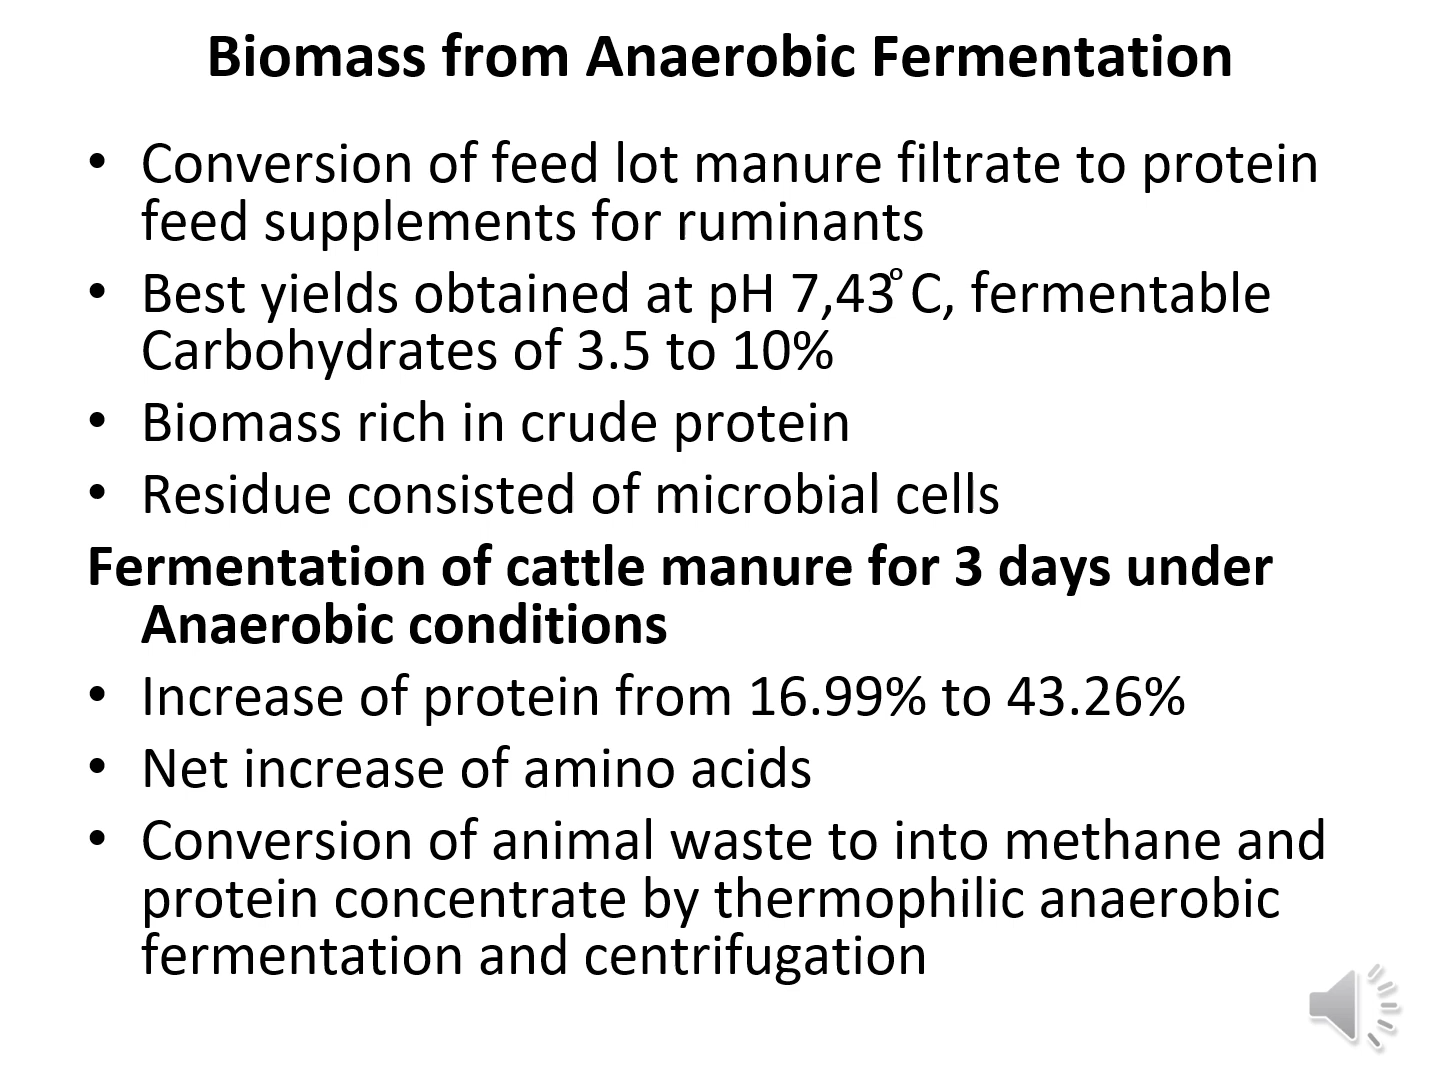 Biomass from Anaerobic Fermentation
• Conversion of feed lot manure filtrate to protein
feed supplements for ruminants
• Best yields obtained at pH 7,43°C, fermentable
Carbohydrates of 3.5 to 10%
• Biomass rich in crude protein
• Residue consisted of microbial cells
Fermentation of cattle manure for 3 days under
Anaerobic conditions
• Increase of protein from 16.99% to 43.26%
• Net increase of amino acids
• Conversion of animal waste to into methane and
protein concentrate by thermophilic anaerobic
fermentation and centrifugation